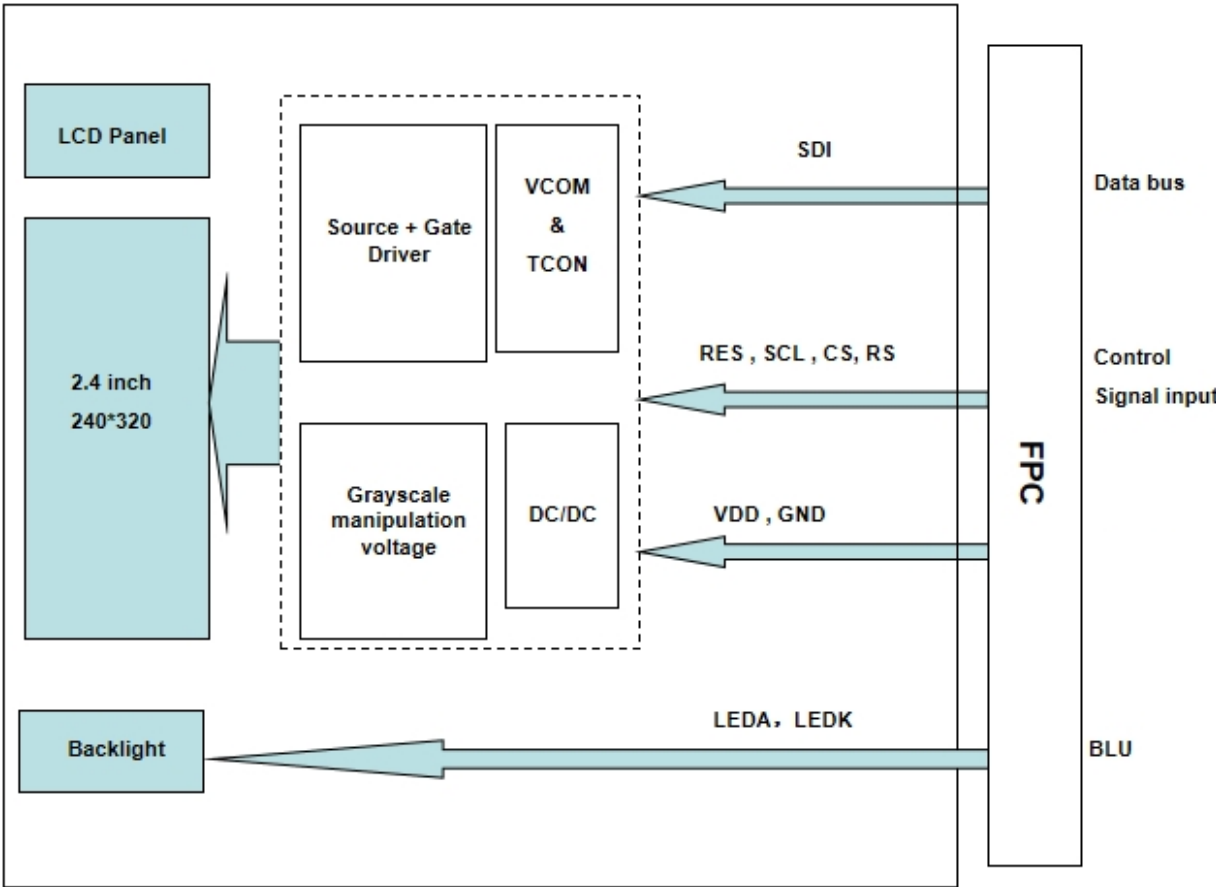 LCD Panel
2.4 inch
240*320
Backlight
Source + Gate
Driver
VCOM
&
TCON
Grayscale
manipulation
voltage
DC/DC
SDI
RES , SCL , CS, RS
VDD , GND
LEDA，LEDK
FPC
Data bus
Control
Signal input
BLU